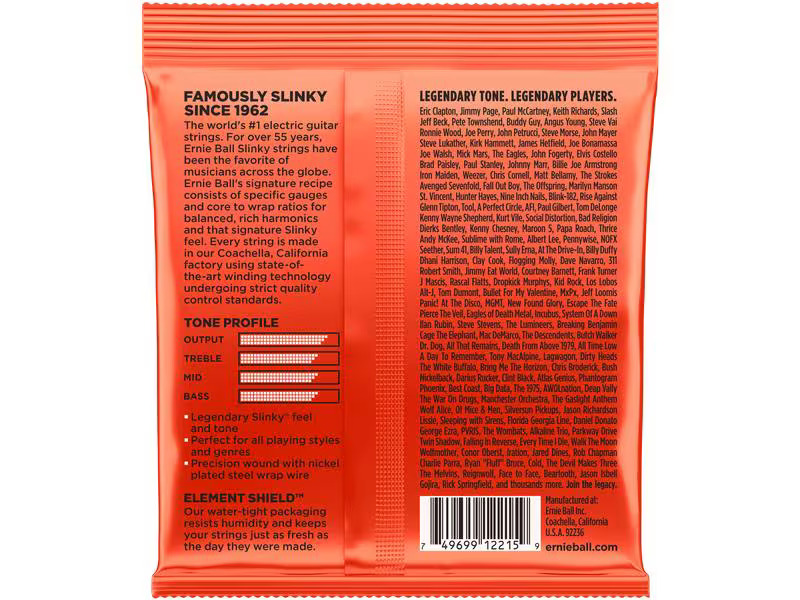 FAMOUSLY SLINKY
SINCE 1962
The world's #1 electric guitar
strings. For over 55 years,
Ernie Ball Slinky strings have
been the favorite of
musicians across the globe.
Ernie Ball's signature recipe
consists of specific gauges
and core to wrap ratios for
balanced, rich harmonics
and that signature Slinky
feel. Every string is made
in our Coachella, California
factory using state-of-
the-art winding technology
undergoing strict quality
control standards.
TONE PROFILE
OUTPUT
TREBLE
MID
BASS
Legendary Slinky™ feel
and tone
Perfect for all playing styles
and genres
Precision wound with nickel
plated steel wrap wire
ELEMENT SHIELD™
Our water-tight packaging
resists humidity and keeps
your strings just as fresh as
the day they were made.
LEGENDARY TONE. LEGENDARY PLAYERS.
Eric Clapton, Jimmy Page, Paul McCartney, Keith Richards, Slash
Jeff Beck, Pete Townshend, Buddy Guy, Angus Young, Steve Vai
Ronnie Wood, Joe Perry, John Petrucci, Steve Morse, John Mayer
Steve Lukather, Kirk Hammett, James Hetfield, Joe Bonamassa
Joe Walsh, Mick Mars, The Eagles, John Fogerty, Elvis Costello
Brad Paisley, Paul Stanley, Johnny Marr, Billie Joe Armstrong
Iron Maiden, Weezer, Chris Cornell, Matt Bellamy, The Strokes
Avenged Sevenfold, Fall Out Boy, The Offspring, Marilyn Manson
St. Vincent, Hunter Hayes, Nine Inch Nails, Blink-182, Rise Against
Glenn Tipton, Tool, A Perfect Circle, AFI, Paul Gilbert, Tom DeLonge
Kenny Wayne Shepherd, Kurt Vile, Social Distortion, Bad Religion
Dierks Bentley, Kenny Chesney, Maroon 5, Papa Roach, Thrice
Andy McKee, Sublime with Rome, Albert Lee, Pennywise, NOFX
Seether, Sum 41, Billy Talent, Sully Erna, At The Drive-In, Billy Duffy
Dhani Harrison, Clay Cook, Flogging Molly, Dave Navarro, 311
Robert Smith, Jimmy Eat World, Courtney Barnett, Frank Turner
J Mascis, Rascal Flatts, Dropkick Murphys, Kid Rock, Los Lobos
Alt-J, Tom Dumont, Bullet For My Valentine, MxPx, Jeff Loomis
Panic! At The Disco, MGMT, New Found Glory, Escape The Fate
Pierce The Veil, Eagles of Death Metal, Incubus, System Of A Down
Ilan Rubin, Steve Stevens, The Lumineers, Breaking Benjamin
Cage The Elephant, Mac DeMarco, The Descendents, Butch Walker
Dr. Dog, All That Remains, Death From Above 1979, All Time Low
A Day To Remember, Tony MacAlpine, Lagwagon, Dirty Heads
The White Buffalo, Bring Me The Horizon, Chris Broderick, Bush
Nickelback, Darius Rucker, Clint Black, Atlas Genius, Phantogram
Phoenix, Best Coast, Big Data, The 1975, AWOLnation, Deap Vally
The War On Drugs, Manchester Orchestra, The Gaslight Anthem
Wolf Alice, Of Mice & Men, Silversun Pickups, Jason Richardson
Lissie, Sleeping with Sirens, Florida Georgia Line, Daniel Donato
George Ezra, PVRIS, The Wombats, Alkaline Trio, Parkway Drive
Twin Shadow, Falling In Reverse, Every Time I Die, Walk The Moon
Wolfmother, Conor Oberst, Iration, Jared Dines, Rob Chapman
Charlie Parra, Ryan "Fluff" Bruce, Cold, The Devil Makes Three
The Melvins, Reignwolf, Face to Face, Beartooth, Jason Isbell
Gojira, Rick Springfield, and thousands more. Join the legacy.
7 49699 12215 9
Manufactured at:
Ernie Ball Inc.
Coachella, California
U.S.A. 92236
ernieball.com